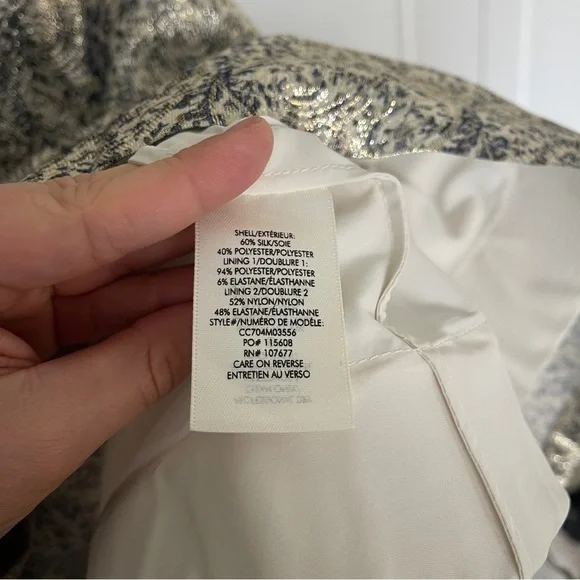 SHELL/EXTÉRIEUR:
60% SILK/SOIE
40% POLYESTER/POLYESTER
LINING 1/DOUBLURE 1:
94% POLYESTER/POLYESTER
6% ELASTANE/ÉLASTHANNE
LINING 2/DOUBLURE 2
52% NYLON/NYLON
48% ELASTANE/ÉLASTHANNE
STYLE#/NUMÉRO DE MODÈLE:
CC704M03556
PO# 115608
RN# 107677
CARE ON REVERSE
ENTRETIEN AU VERSO